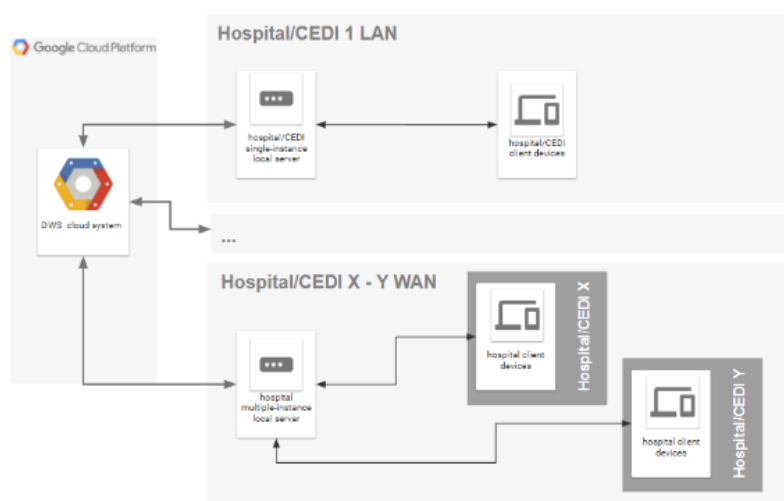 Google Cloud Platform
Hospital/CEDI 1 LAN
hospital/CEDI
single-instance
local server
hospital/CEDI
client devices
DWS cloud system
...
Hospital/CEDI X - Y WAN
hospital
multiple-instance
local server
hospital client
devices
Hospital/CEDI X
hospital client
devices
Hospital/CEDI Y